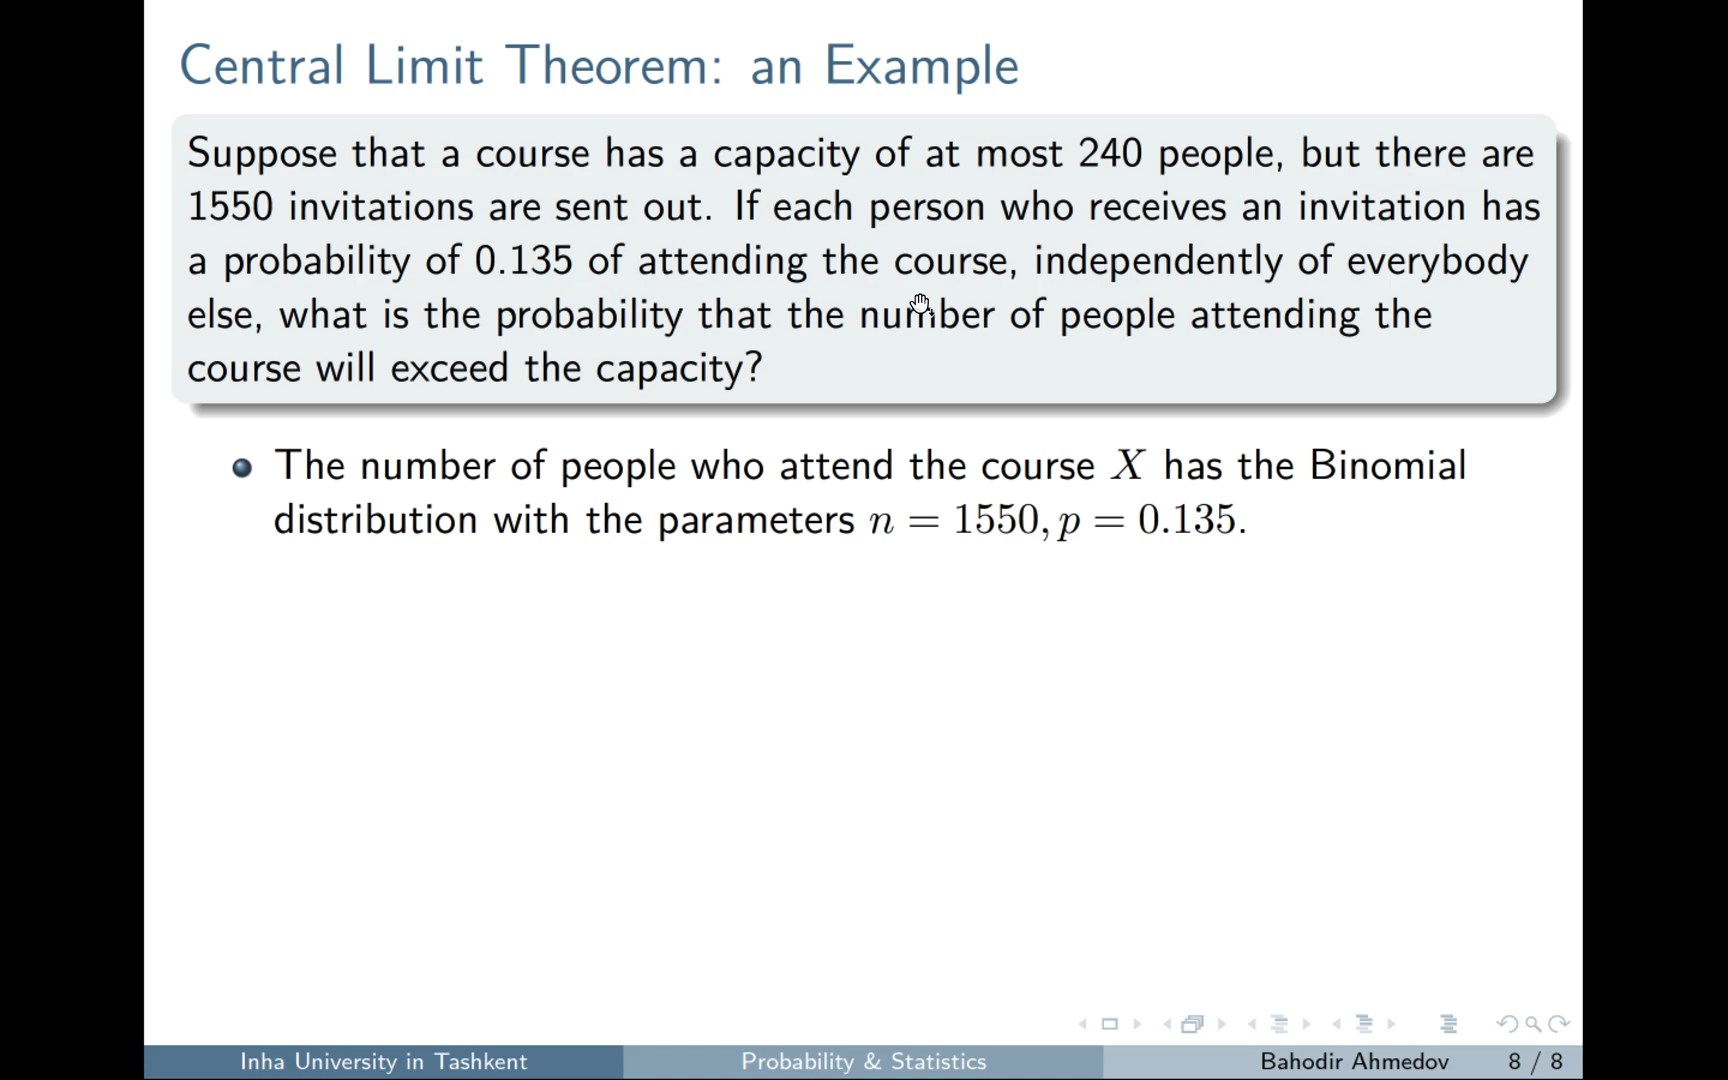 Central Limit Theorem: an Example
Suppose that a course has a capacity of at most 240 people, but there are
1550 invitations are sent out. If each person who receives an invitation has
a probability of 0.135 of attending the course, independently of everybody
else, what is the probability that the number of people attending the
course will exceed the capacity?
The number of people who attend the course X has the Binomial
distribution with the parameters n = 1550, p = 0.135.
Inha University in Tashkent Probability & Statistics Bahodir Ahmedov 8 / 8